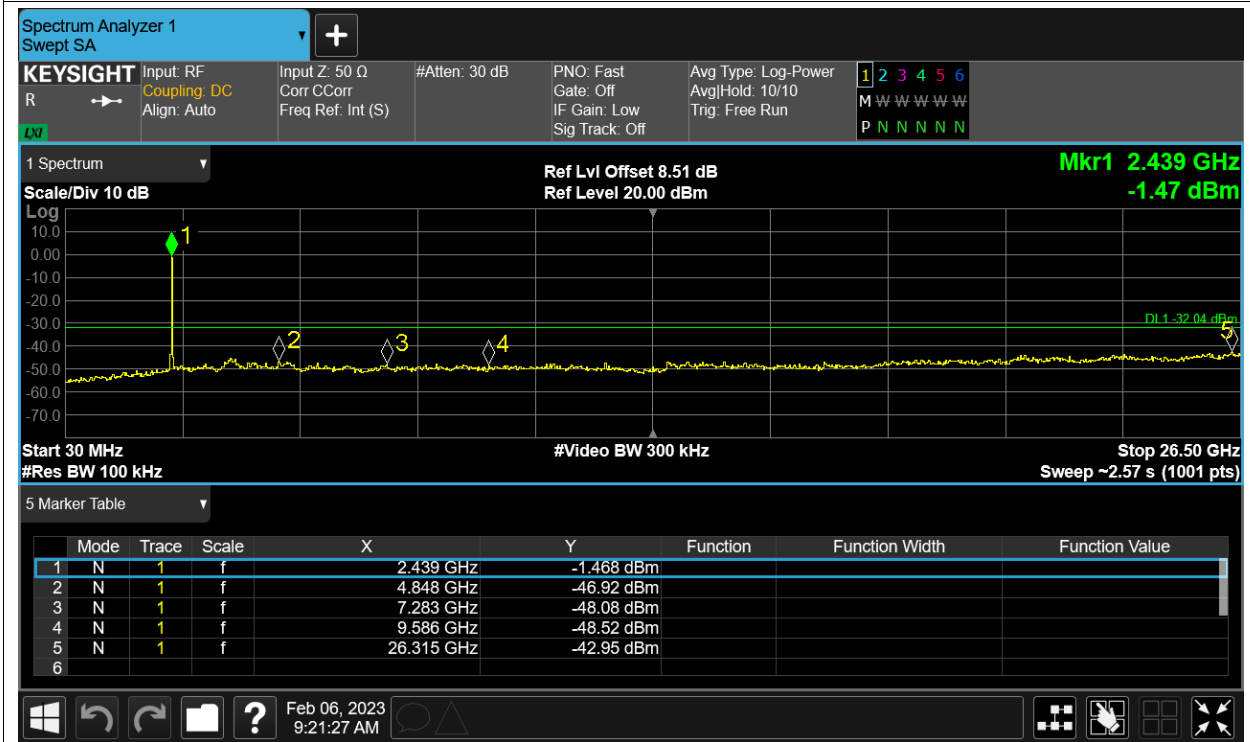 Spectrum Analyzer 1
Swept SA
+
KEYSIGHT Input: RF Input Z: 50 Ω #Atten: 30 dB PNO: Fast Avg Type: Log-Power 1 2 3 4 5 6
R Coupling: DC Corr CCorr Gate: Off Avg|Hold: 10/10 M W W W W W
Align: Auto Freq Ref: Int (S) IF Gain: Low Trig: Free Run
LXI Sig Track: Off P N N N N N
1 Spectrum Ref Lvl Offset 8.51 dB Mkr1 2.439 GHz
Scale/Div 10 dB Ref Level 20.00 dBm -1.47 dBm
Log
10.0 1
0.00
-10.0
-20.0
-30.0 DL1 -32.04 dBm
-40.0 2 3 4 5
-50.0
-60.0
-70.0
Start 30 MHz #Video BW 300 kHz Stop 26.50 GHz
#Res BW 100 kHz Sweep ~2.57 s (1001 pts)
5 Marker Table
Mode Trace Scale X Y Function Function Width Function Value
1 N 1 f 2.439 GHz -1.468 dBm
2 N 1 f 4.848 GHz -46.92 dBm
3 N 1 f 7.283 GHz -48.08 dBm
4 N 1 f 9.586 GHz -48.52 dBm
5 N 1 f 26.315 GHz -42.95 dBm
6
? Feb 06, 2023
9:21:27 AM